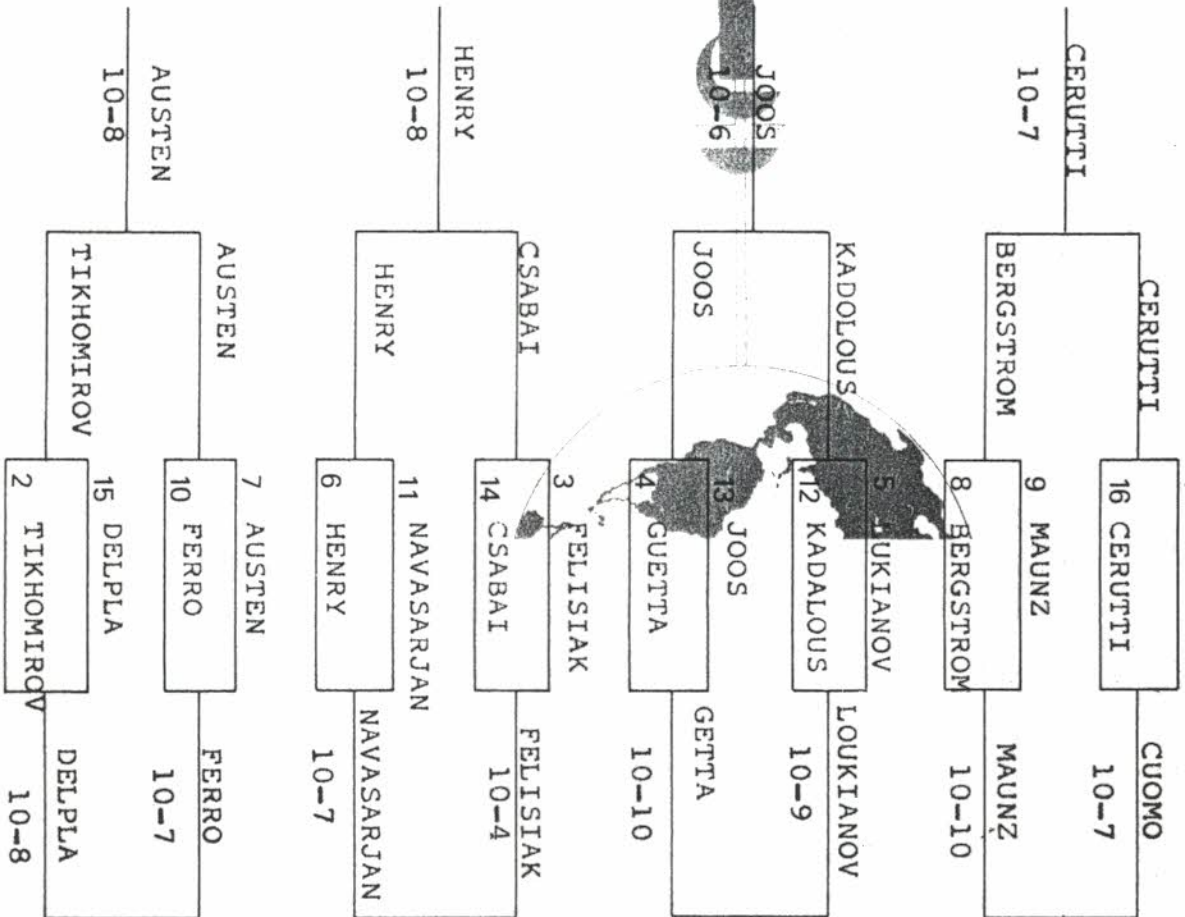 CERUTTI CUOMO
16 CERUTTI 10-7
CERUTTI
10-7
9 MAUNZ
BERGSTROM MAUNZ
8 BERGSTROM 10-10
5
KADOLOUS LOUKIANOV
12 KADALOUS 10-9
JOOS
10-6
13 JOOS
JOOS GETTA
4 GUETTA 10-10
3 FELISIAK
CSABAI FELISIAK
14 CSABAI 10-4
HENRY
10-8
11 NAVASARJAN
HENRY NAVASARJAN
6 HENRY 10-7
7 AUSTEN
AUSTEN FERRO
10 FERRO 10-7
AUSTEN
10-8
15 DELPLA
TIKHOMIROV DELPLA
2 TIKHOMIROV 10-8